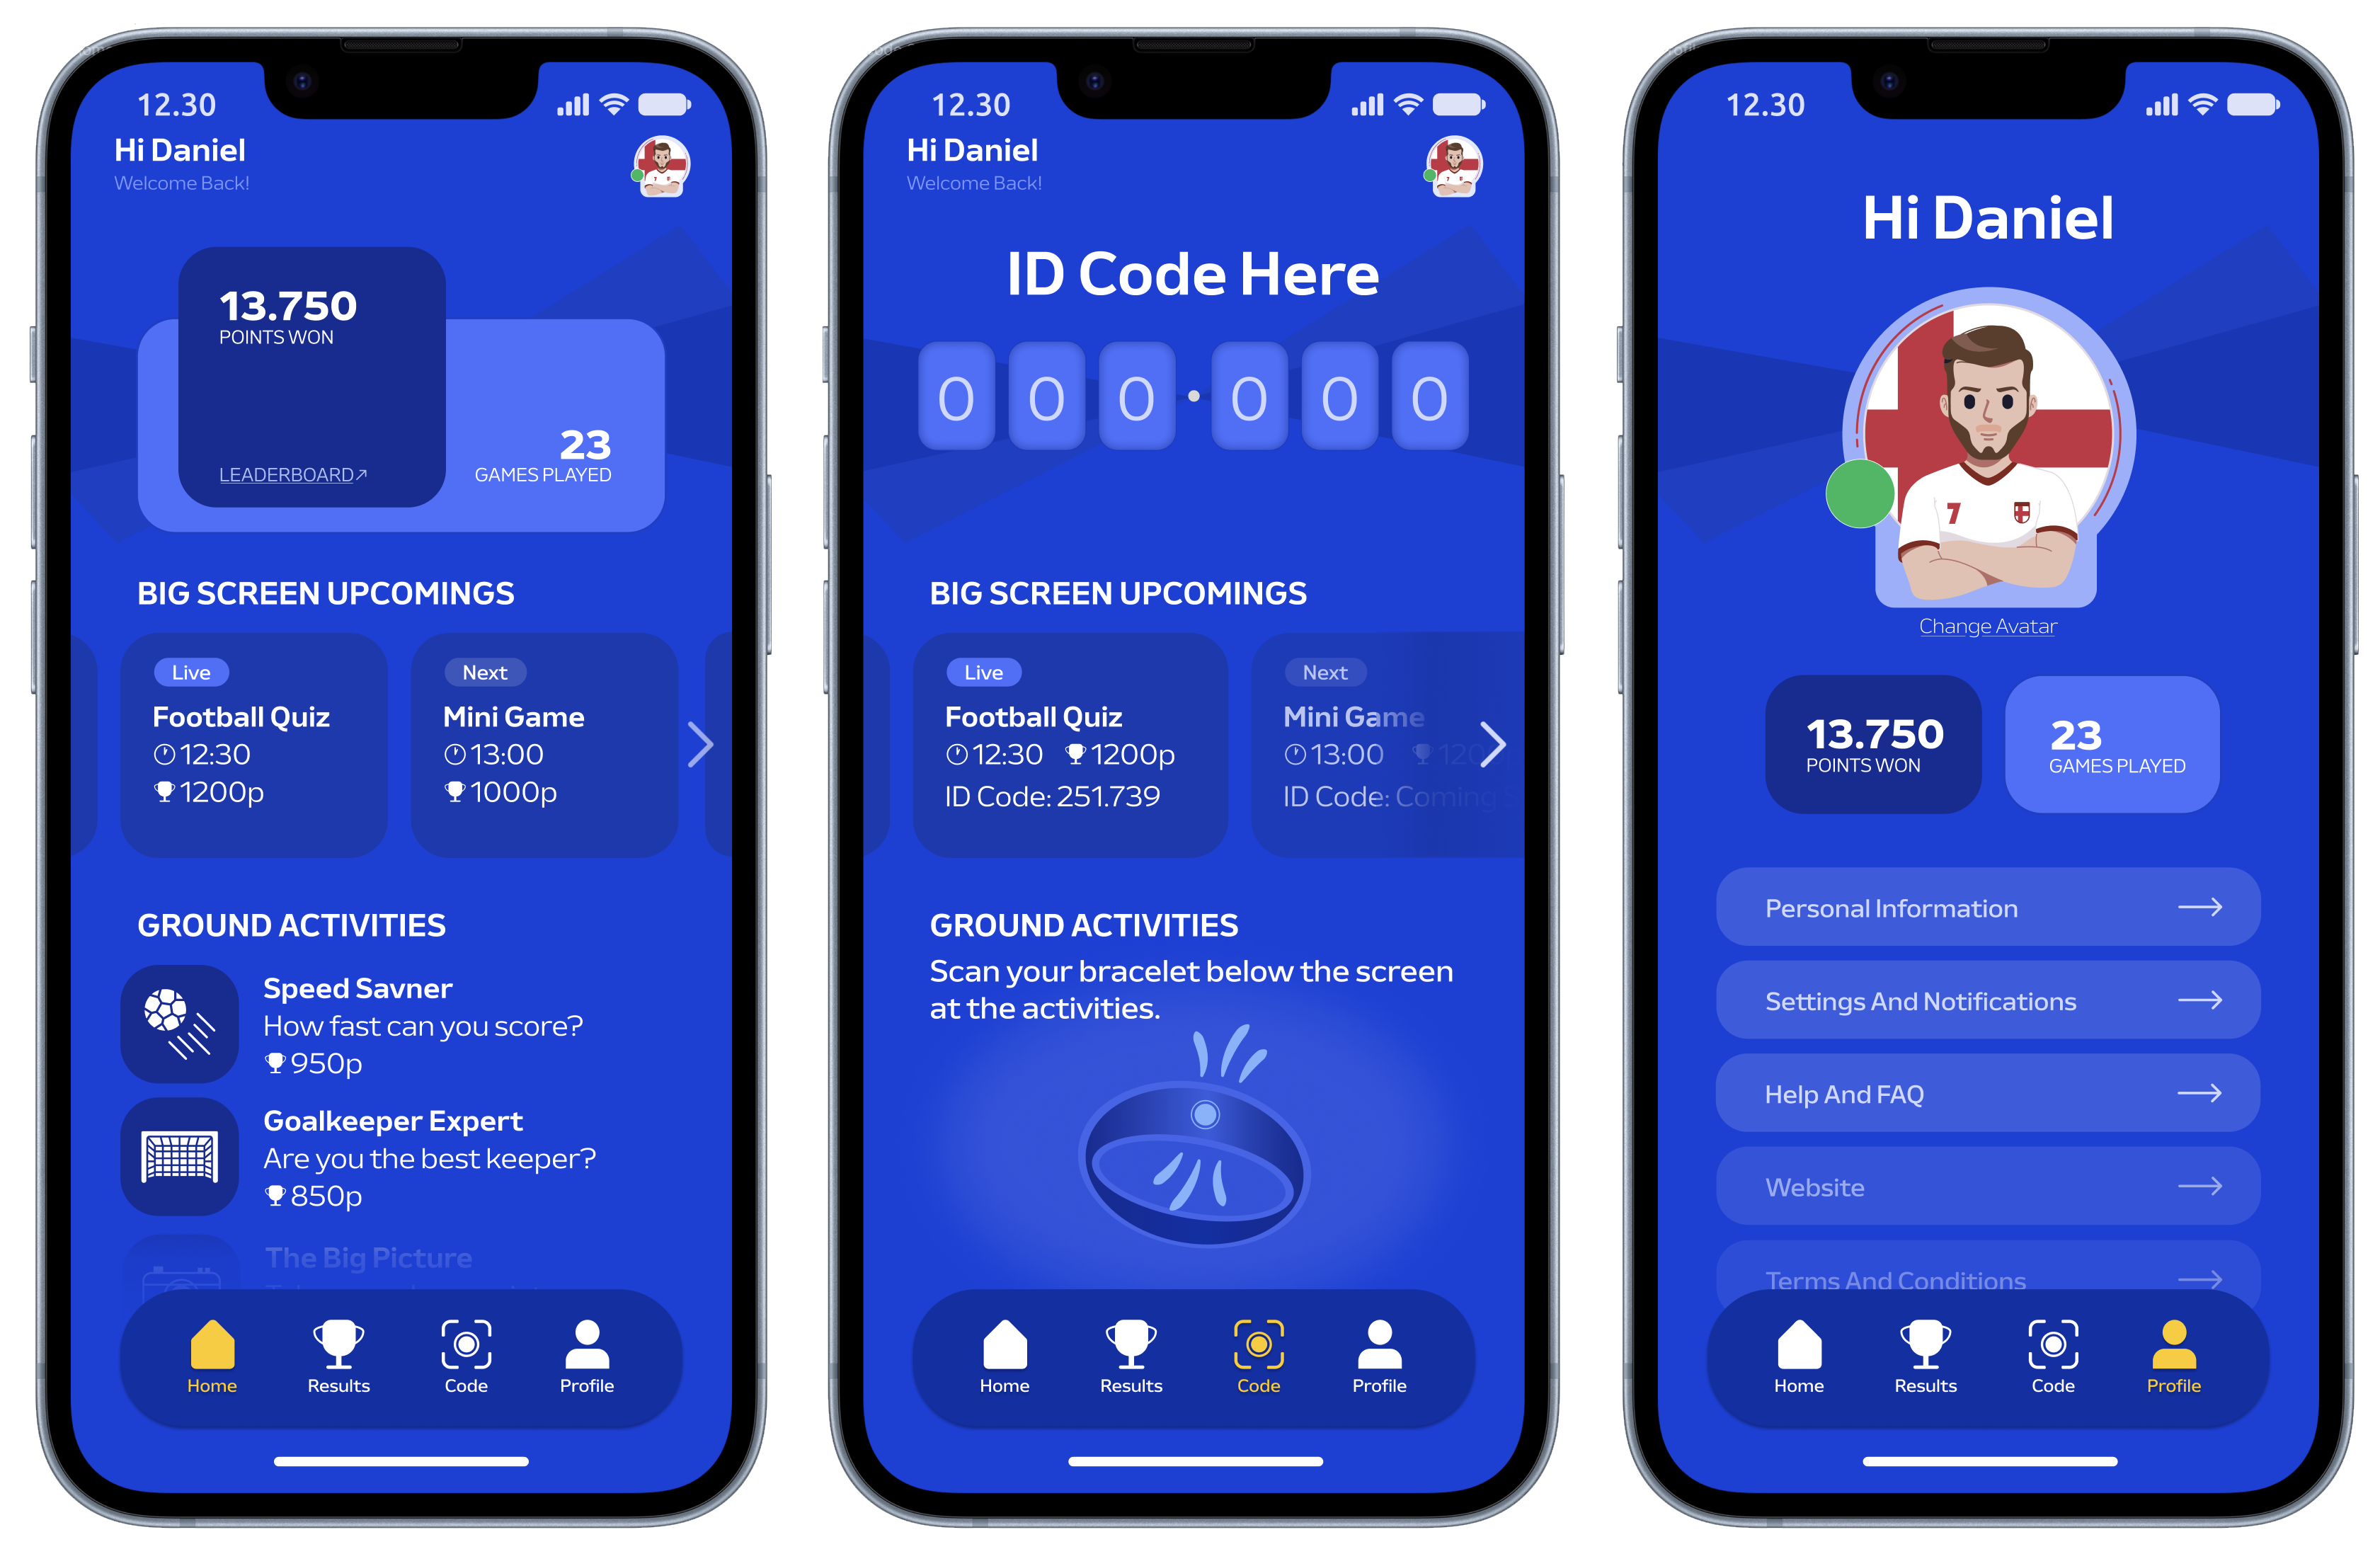 12.30
Hi Daniel
Welcome Back!
13.750
POINTS WON
LEADERBOARD
23
GAMES PLAYED
BIG SCREEN UPCOMINGS
Live
Football Quiz
12:30
1200p
Next
Mini Game
13:00
1000p
GROUND ACTIVITIES
Speed Savner
How fast can you score?
950p
Goalkeeper Expert
Are you the best keeper?
850p
The Big Picture
Home
Results
Code
Profile
12.30
Hi Daniel
Welcome Back!
ID Code Here
0 0 0 · 0 0 0
BIG SCREEN UPCOMINGS
Live
Football Quiz
12:30 1200p
ID Code: 251.739
Next
Mini Game
13:00 120
ID Code: Coming
GROUND ACTIVITIES
Scan your bracelet below the screen
at the activities.
Home
Results
Code
Profile
12.30
Hi Daniel
7
Change Avatar
13.750
POINTS WON
23
GAMES PLAYED
Personal Information
Settings And Notifications
Help And FAQ
Website
Terms And Conditions
Home
Results
Code
Profile